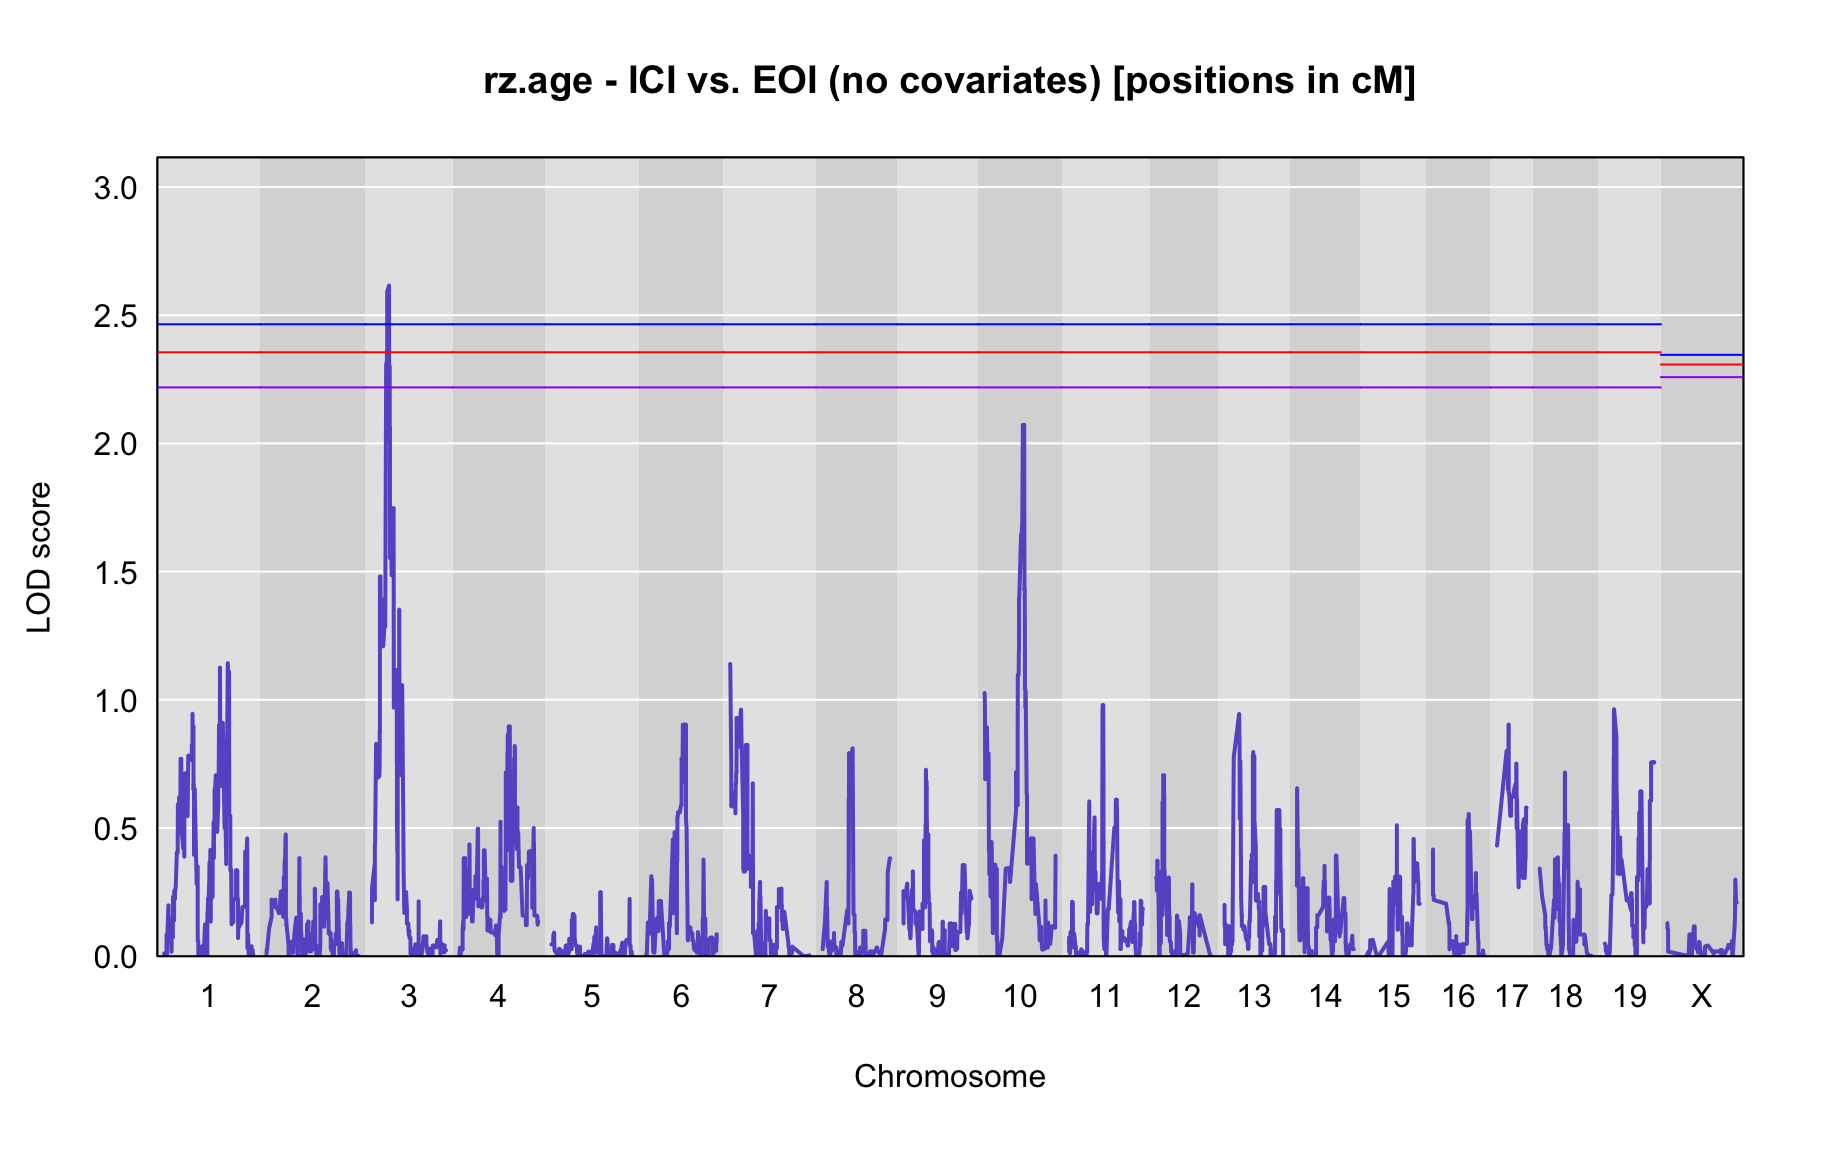 rz.age - ICI vs. EOI (no covariates) [positions in cM]
3.0
2.5
2.0
1.5
1.0
0.5
0.0
LOD score
1 2 3 4 5 6 7 8 9 10 11 12 13 14 15 16 17 18 19 X
Chromosome